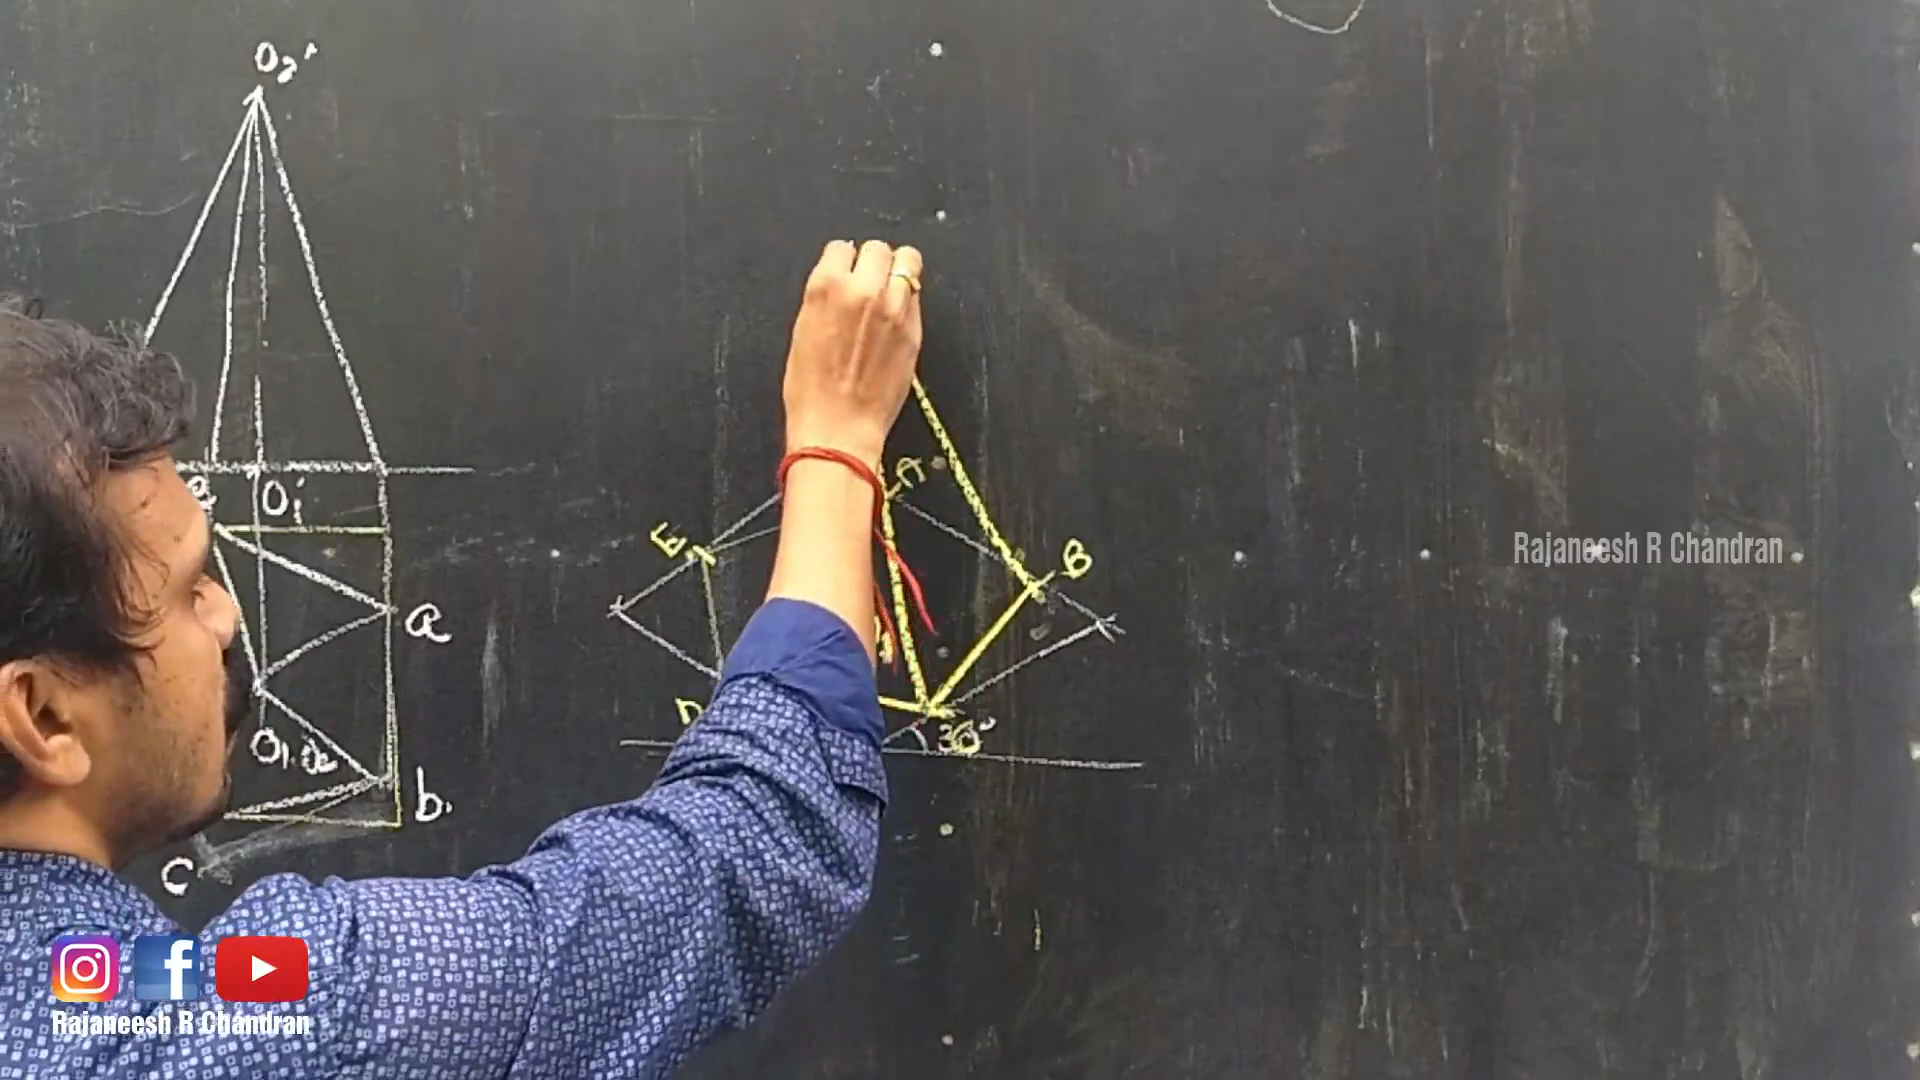 O₂'
O₁'
A
E
B
a
D
30°
O₁, O₂
b
c
Rajaneesh R Chandran
Rajaneesh R Chandran